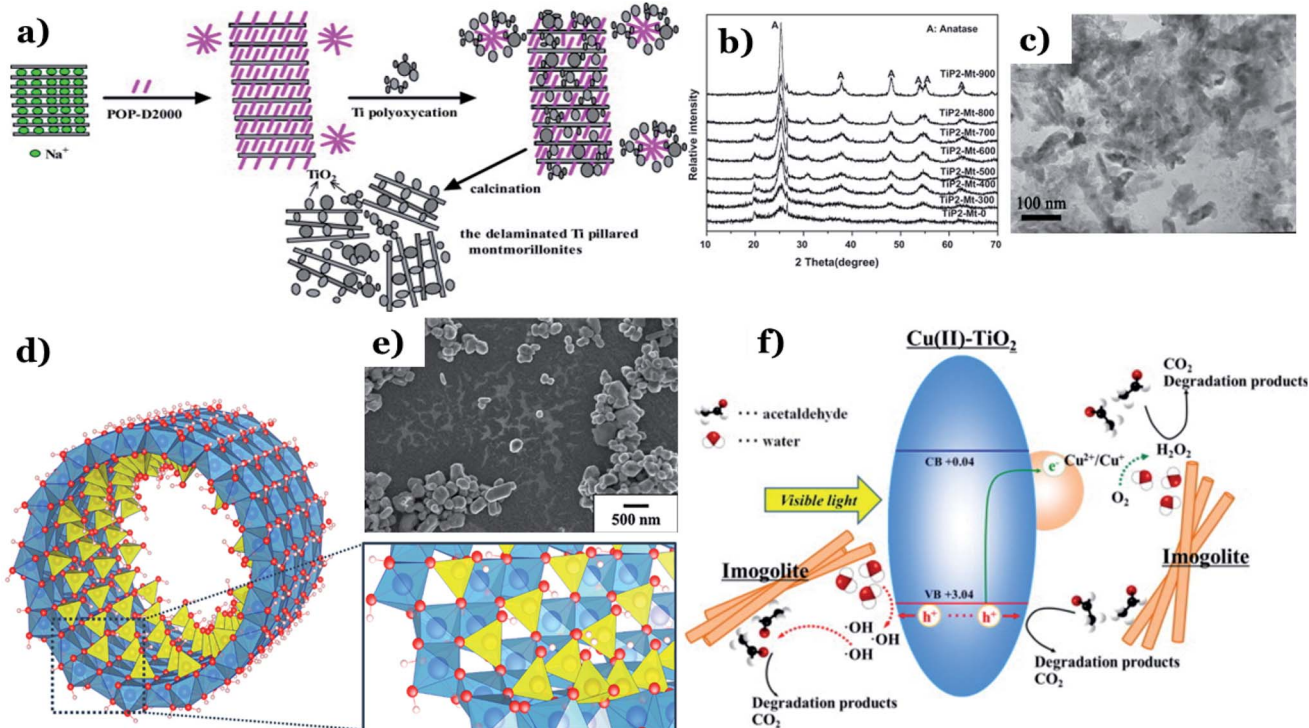 a)
POP-D2000
Na⁺
Ti polyoxycation
calcination
TiO₂
the delaminated Ti pillared
montmorillonites
b)
A: Anatase
A
A
A
A
A
A
TiP2-Mt-900
TiP2-Mt-800
TiP2-Mt-700
TiP2-Mt-600
TiP2-Mt-500
TiP2-Mt-400
TiP2-Mt-300
TiP2-Mt-0
Relative intensity
10 20 30 40 50 60 70
2 Theta(degree)
c)
100 nm
d)
e)
500 nm
f)
Cu(II)-TiO₂
acetaldehyde
water
CB +0.04
e⁻
Cu²⁺/Cu⁺
CO₂
Degradation products
H₂O₂
O₂
Visible light
Imogolite
Imogolite
VB +3.04
h⁺ h⁺
·OH
·OH
·OH
Degradation products
CO₂
Degradation products
CO₂